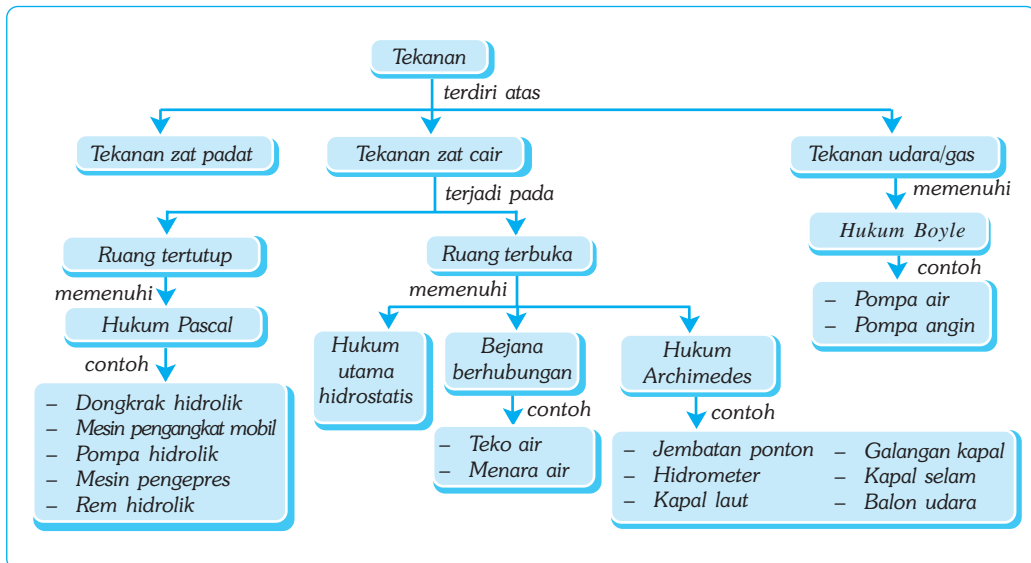 Tekanan
terdiri atas
Tekanan zat padat
Tekanan zat cair
Tekanan udara/gas
terjadi pada
memenuhi
Ruang tertutup
Ruang terbuka
Hukum Boyle
memenuhi
memenuhi
contoh
Hukum Pascal
– Pompa air
– Pompa angin
contoh
Hukum
utama
hidrostatis
Bejana
berhubungan
Hukum
Archimedes
contoh
contoh
– Dongkrak hidrolik
– Mesin pengangkat mobil
– Pompa hidrolik
– Mesin pengepres
– Rem hidrolik
– Teko air
– Menara air
– Jembatan ponton
– Hidrometer
– Kapal laut
– Galangan kapal
– Kapal selam
– Balon udara